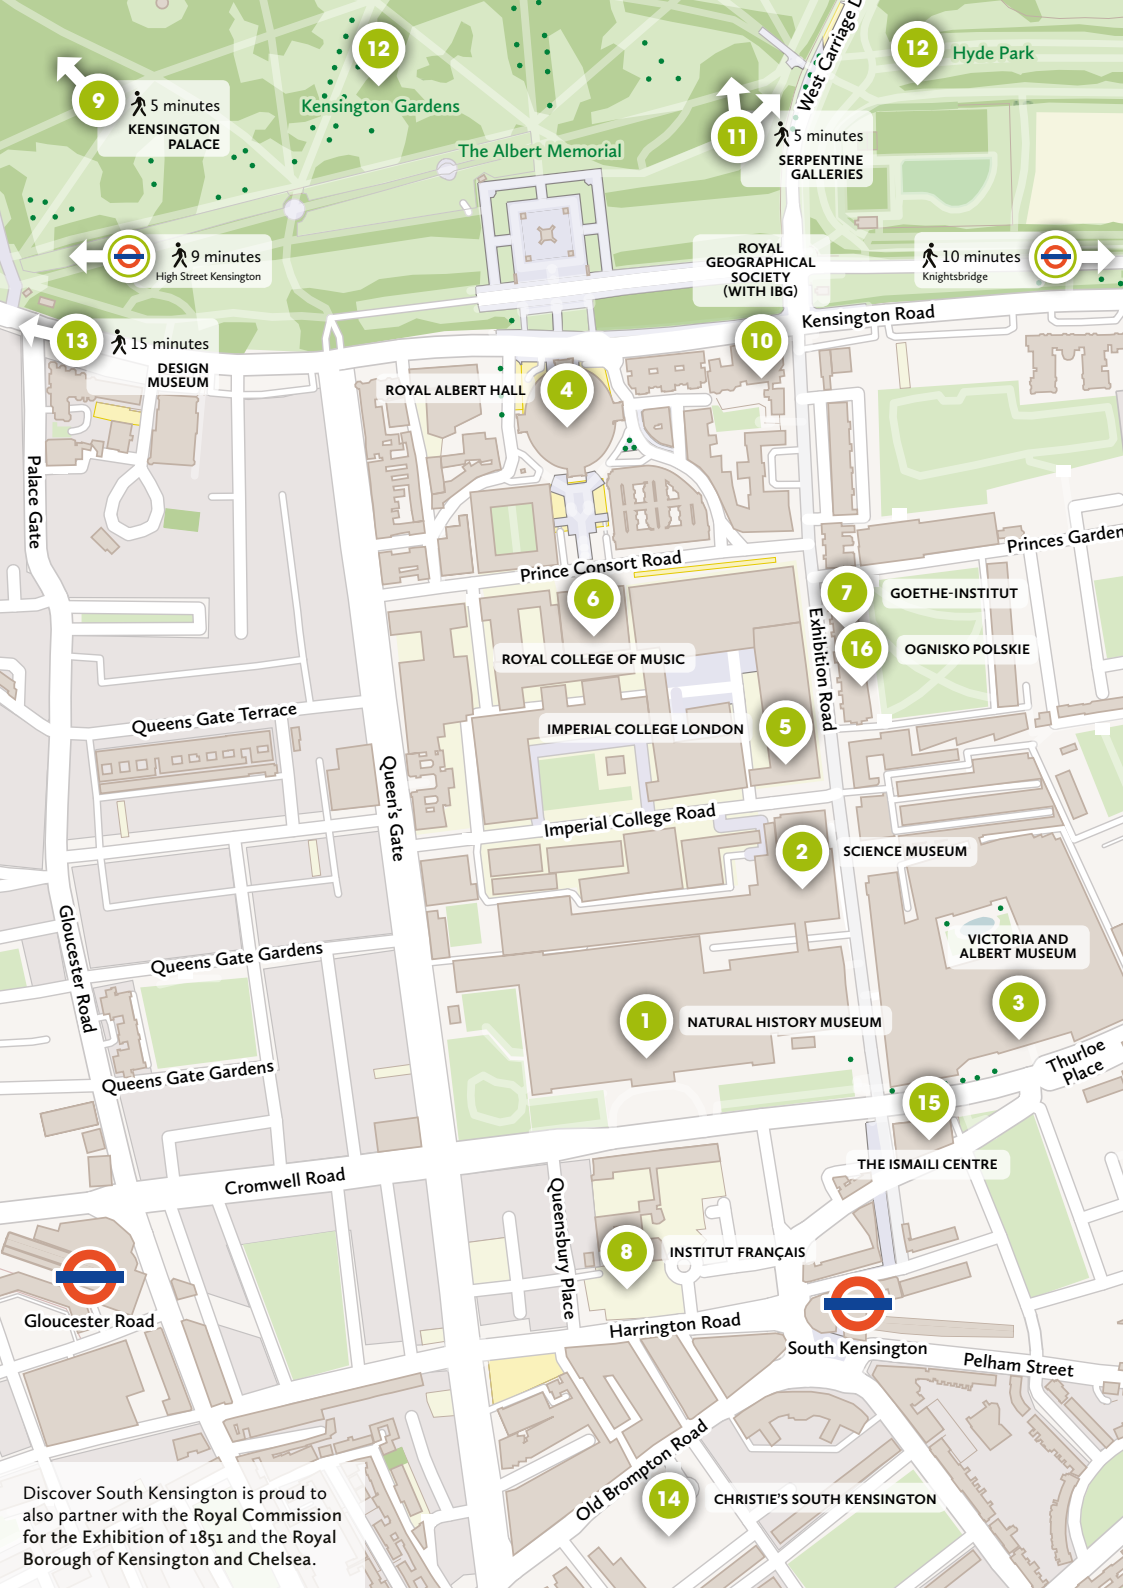 12
12
West Carriage D
Hyde Park
9
5 minutes
KENSINGTON
PALACE
Kensington Gardens
The Albert Memorial
11
5 minutes
SERPENTINE
GALLERIES
9 minutes
High Street Kensington
ROYAL
GEOGRAPHICAL
SOCIETY
(WITH IBG)
10 minutes
Knightsbridge
Kensington Road
13
15 minutes
DESIGN
MUSEUM
10
ROYAL ALBERT HALL
4
Palace Gate
Prince Consort Road
Princes Garden
6
7
GOETHE-INSTITUT
Exhibition Road
16
OGNISKO POLSKIE
ROYAL COLLEGE OF MUSIC
Queens Gate Terrace
IMPERIAL COLLEGE LONDON
5
Queen's Gate
Imperial College Road
2
SCIENCE MUSEUM
Gloucester Road
Queens Gate Gardens
VICTORIA AND
ALBERT MUSEUM
3
1
NATURAL HISTORY MUSEUM
Queens Gate Gardens
Thurloe
Place
15
THE ISMAILI CENTRE
Cromwell Road
Queensbury Place
8
INSTITUT FRANÇAIS
Gloucester Road
Harrington Road
South Kensington
Pelham Street
Old Brompton Road
14
CHRISTIE'S SOUTH KENSINGTON
Discover South Kensington is proud to
also partner with the Royal Commission
for the Exhibition of 1851 and the Royal
Borough of Kensington and Chelsea.